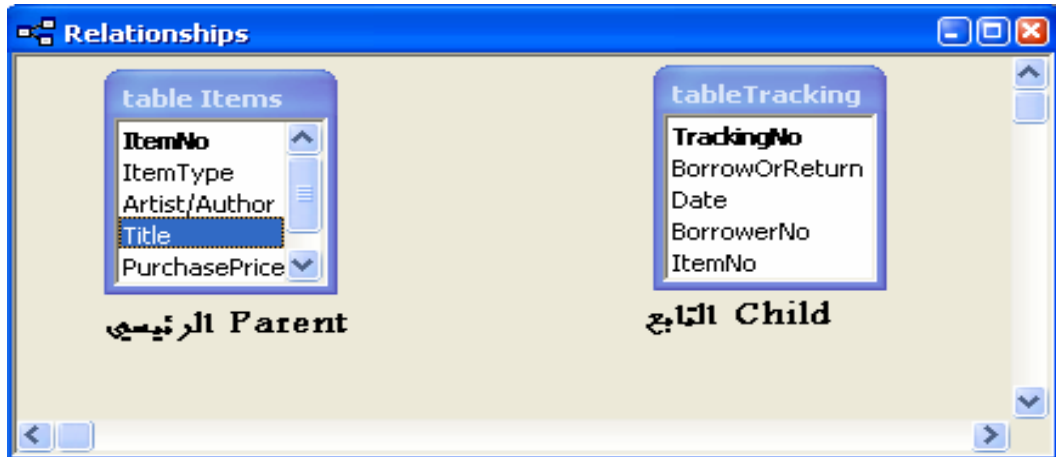 Relationships
table Items
ItemNo
ItemType
Artist/Author
Title
PurchasePrice
الرئيسي Parent
tableTracking
TrackingNo
BorrowOrReturn
Date
BorrowerNo
ItemNo
التابع Child